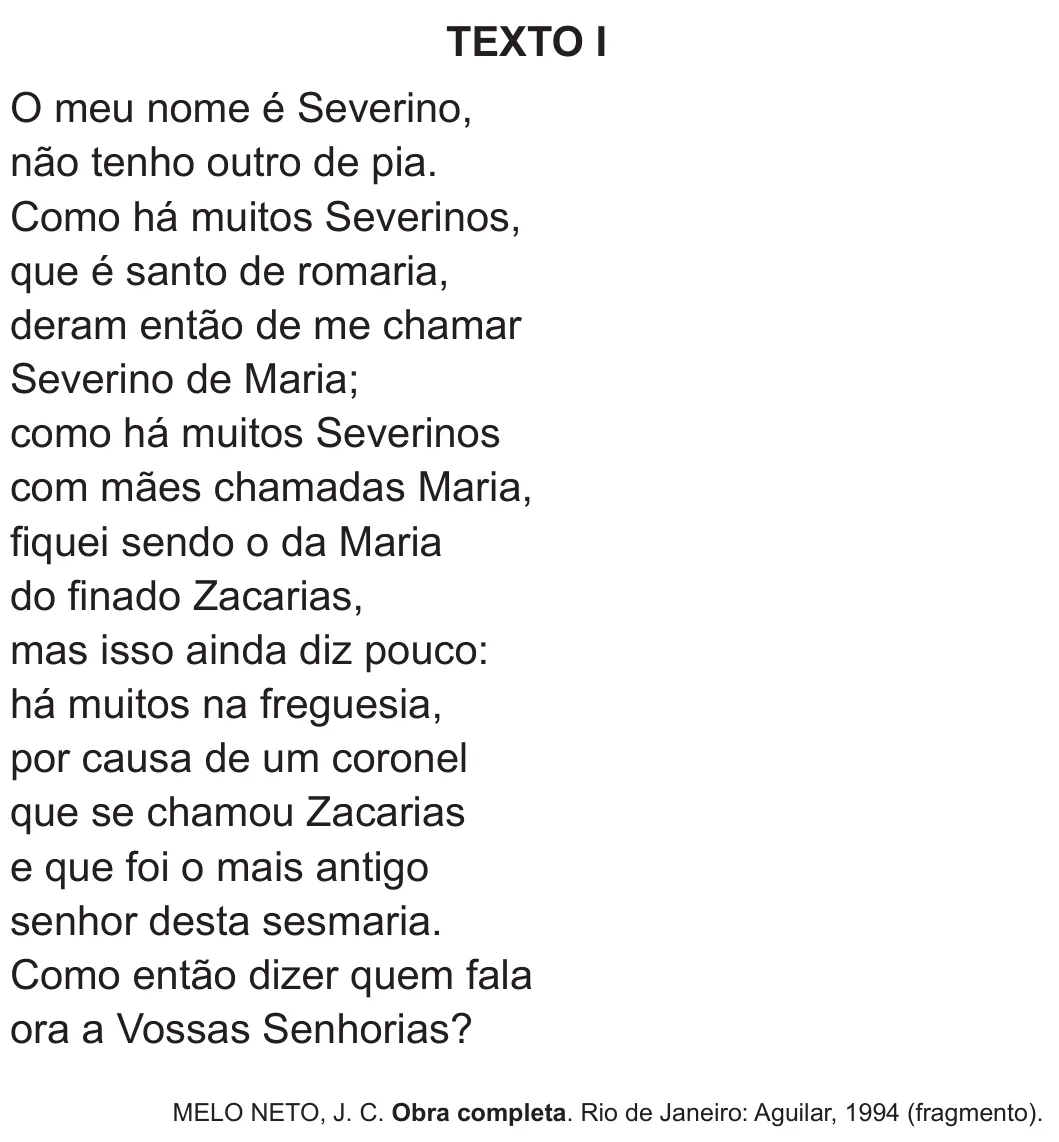 TEXTO I
O meu nome é Severino,
não tenho outro de pia.
Como há muitos Severinos,
que é santo de romaria,
deram então de me chamar
Severino de Maria;
como há muitos Severinos
com mães chamadas Maria,
fiquei sendo o da Maria
do finado Zacarias,
mas isso ainda diz pouco:
há muitos na freguesia,
por causa de um coronel
que se chamou Zacarias
e que foi o mais antigo
senhor desta sesmaria.
Como então dizer quem fala
ora a Vossas Senhorias?
MELO NETO, J. C. Obra completa. Rio de Janeiro: Aguilar, 1994 (fragmento).